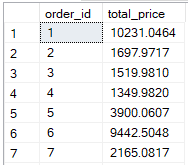 order_id total_price
1 1 10231.0464
2 2 1697.9717
3 3 1519.9810
4 4 1349.9820
5 5 3900.0607
6 6 9442.5048
7 7 2165.0817